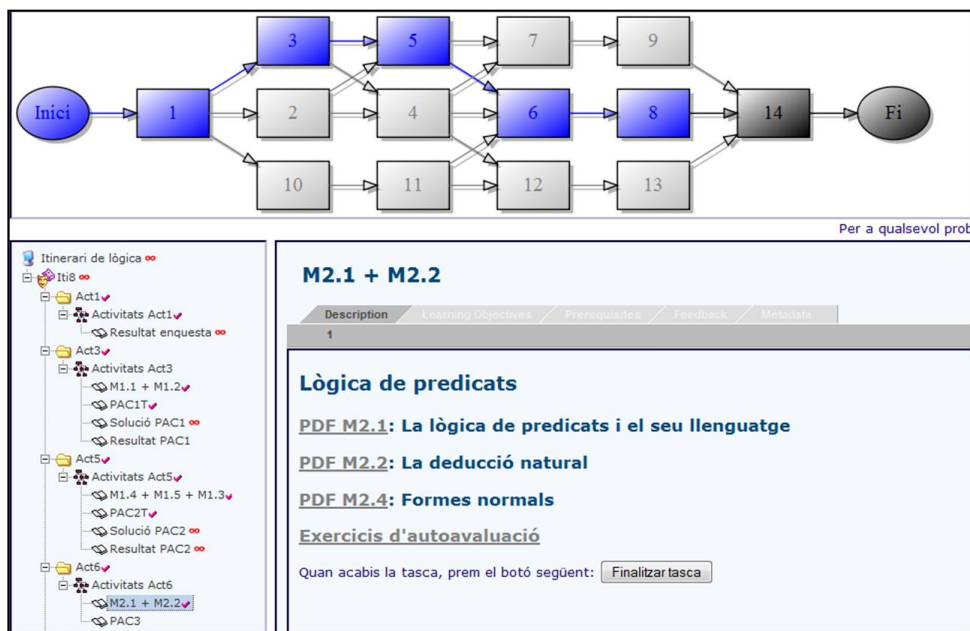 3
5
7
9
Inici
1
2
4
6
8
14
Fi
10
11
12
13
Per a qualsevol prob
Itinerari de lògica
Iti8
Act1
Activitats Act1
Resultat enquesta
Act3
Activitats Act3
M1.1 + M1.2
PAC1T
Solució PAC1
Resultat PAC1
Act5
Activitats Act5
M1.4 + M1.5 + M1.3
PAC2T
Solució PAC2
Resultat PAC2
Act6
Activitats Act6
M2.1 + M2.2
PAC3
M2.1 + M2.2
Description Learning Objectives Prerequisites Feedback Metadata
1
Lògica de predicats
PDF M2.1: La lògica de predicats i el seu llenguatge
PDF M2.2: La deducció natural
PDF M2.4: Formes normals
Exercicis d'autoavaluació
Quan acabis la tasca, prem el botó següent: Finalitzar tasca